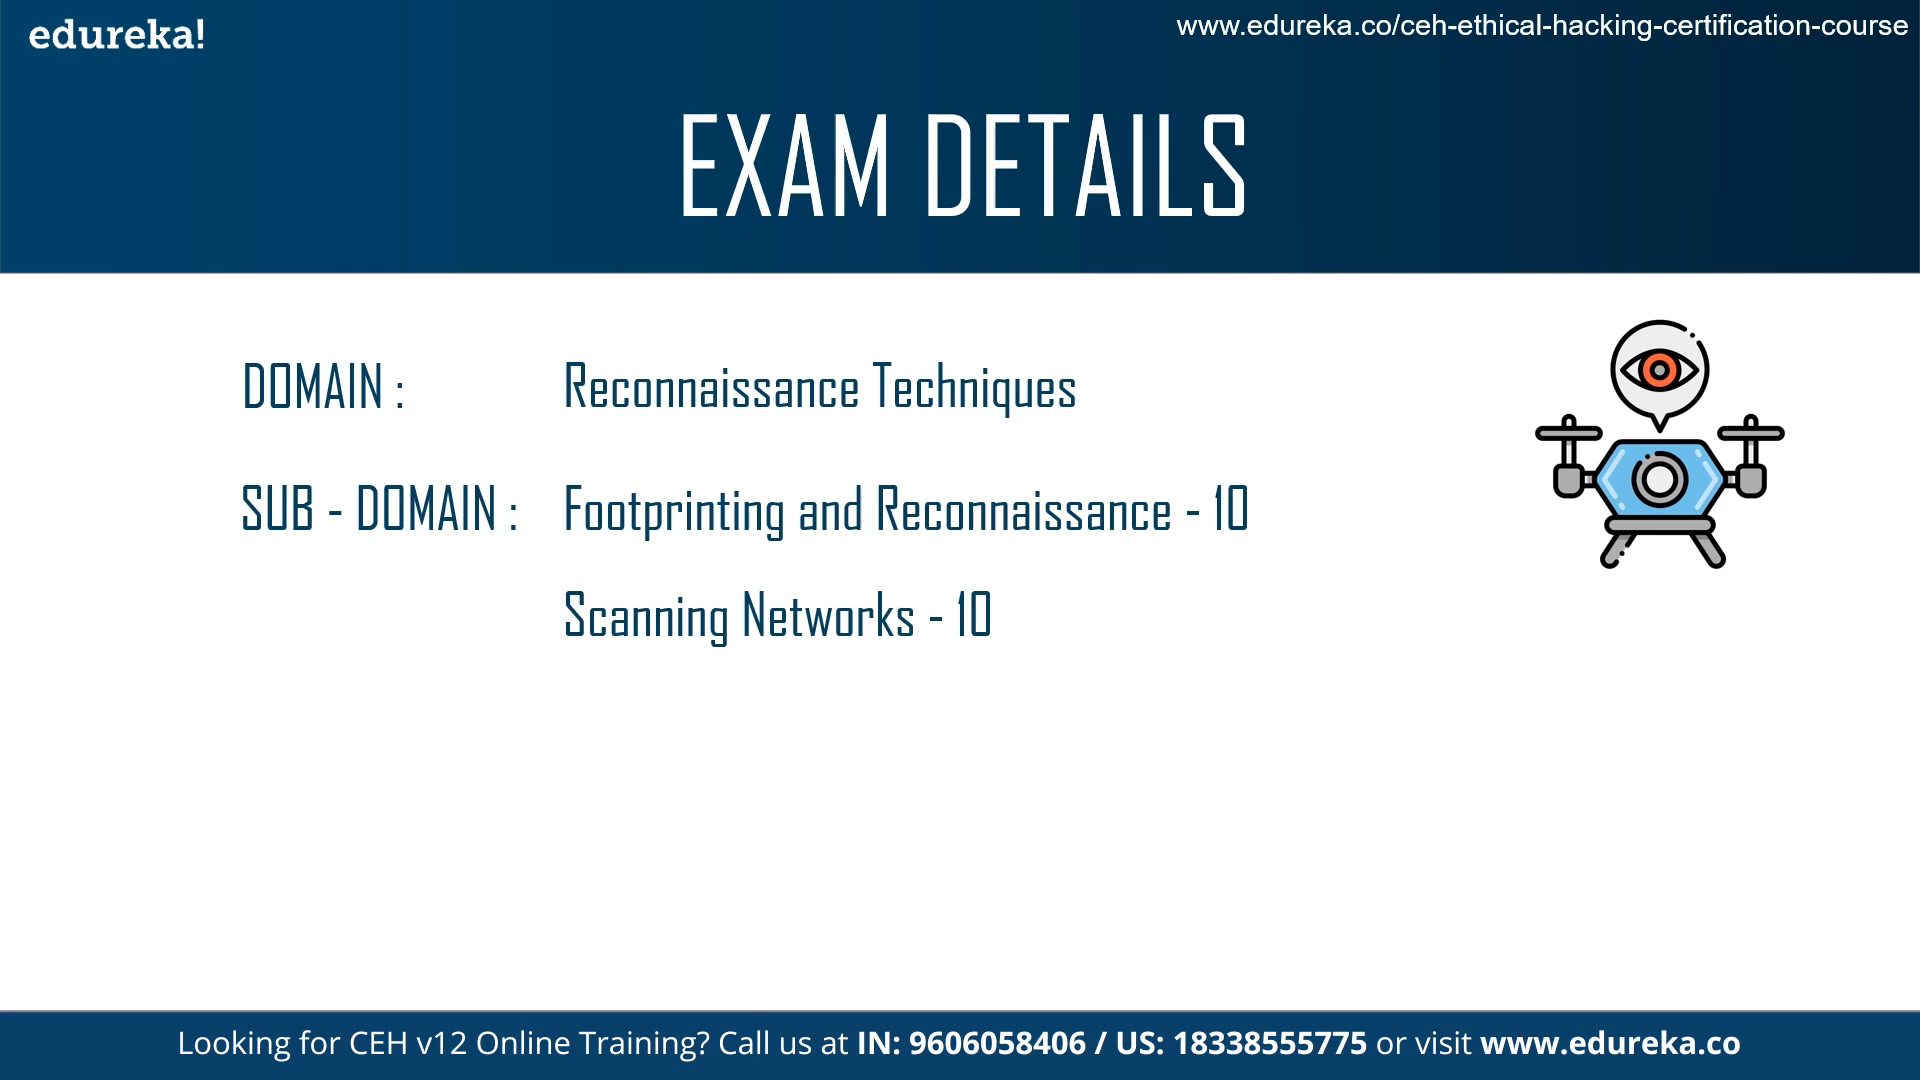 edureka!
www.edureka.co/ceh-ethical-hacking-certification-course
EXAM DETAILS
DOMAIN : Reconnaissance Techniques
SUB - DOMAIN : Footprinting and Reconnaissance - 10
Scanning Networks - 10
Looking for CEH v12 Online Training? Call us at IN: 9606058406 / US: 18338555775 or visit www.edureka.co